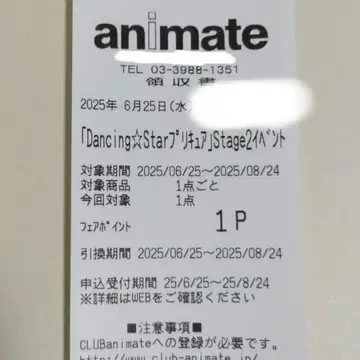 animate
TEL 03-3988-1351
領収書
2025年 6月25日(水)
「Dancing☆Starプリキュア」Stage2イベント
対象期間 2025/06/25～2025/08/24
対象商品 1点ごと
今回対象 1点
フェアポイント 1P
引換期間 2025/06/25～2025/08/24
申込受付期間 25/6/25～25/8/24
※詳細はWEBをご確認ください
■注意事項■
CLUBanimateへの登録が必要です。
http://www.club-animate.jp/